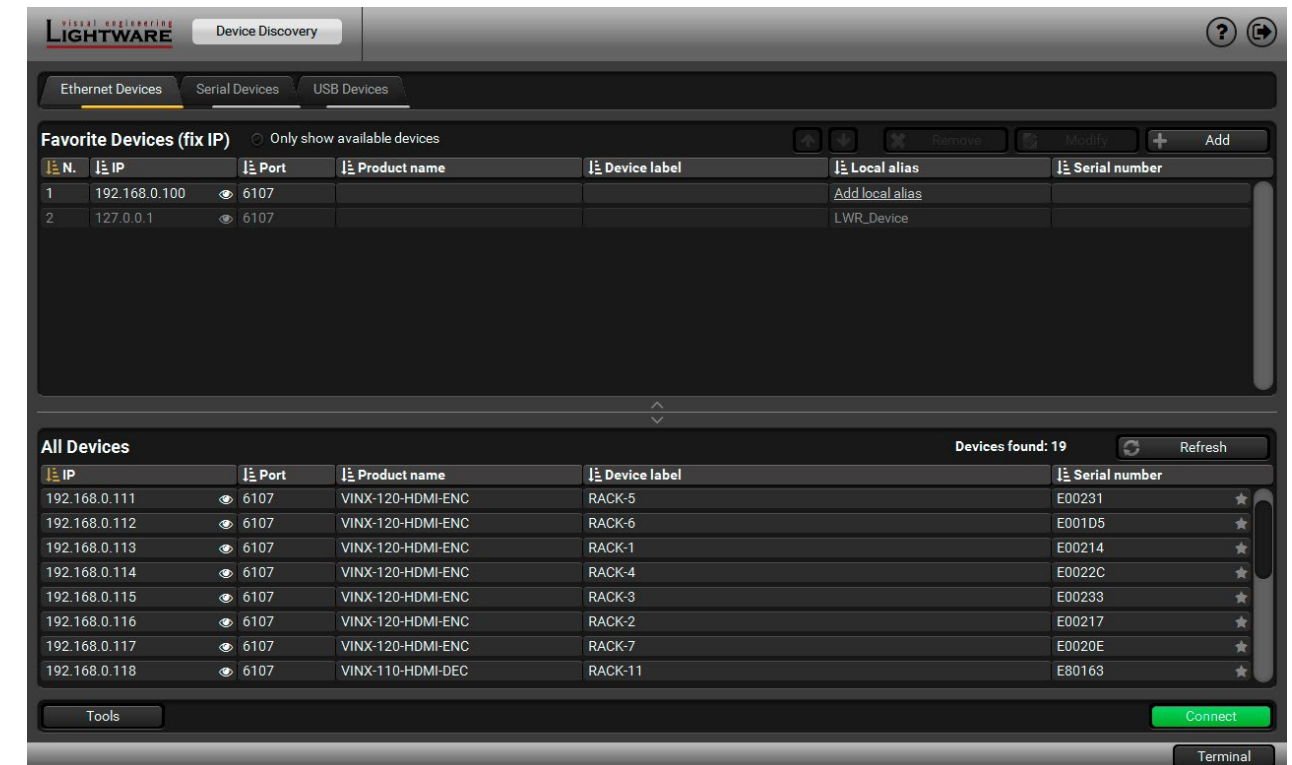 visual engineering
LIGHTWARE
Device Discovery
?
Ethernet Devices Serial Devices USB Devices
Favorite Devices (fix IP) Only show available devices Remove Modify + Add
N. IP Port Product name Device label Local alias Serial number
1 192.168.0.100 6107 Add local alias
2 127.0.0.1 6107 LWR_Device
All Devices Devices found: 19 Refresh
IP Port Product name Device label Serial number
192.168.0.111 6107 VINX-120-HDMI-ENC RACK-5 E00231
192.168.0.112 6107 VINX-120-HDMI-ENC RACK-6 E001D5
192.168.0.113 6107 VINX-120-HDMI-ENC RACK-1 E00214
192.168.0.114 6107 VINX-120-HDMI-ENC RACK-4 E0022C
192.168.0.115 6107 VINX-120-HDMI-ENC RACK-3 E00233
192.168.0.116 6107 VINX-120-HDMI-ENC RACK-2 E00217
192.168.0.117 6107 VINX-120-HDMI-ENC RACK-7 E0020E
192.168.0.118 6107 VINX-110-HDMI-DEC RACK-11 E80163
Tools Connect
Terminal